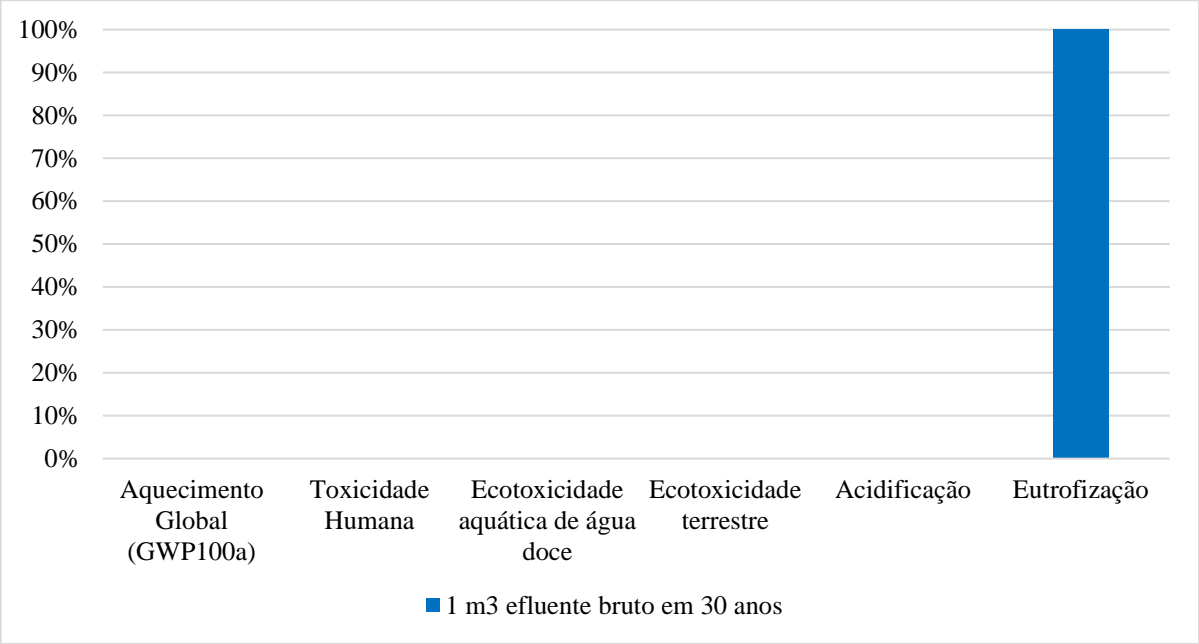 100%
90%
80%
70%
60%
50%
40%
30%
20%
10%
0%
Aquecimento
Global
(GWP100a)
Toxicidade
Humana
Ecotoxicidade
aquática de água
doce
Ecotoxicidade
terrestre
Acidificação
Eutrofização
1 m3 efluente bruto em 30 anos